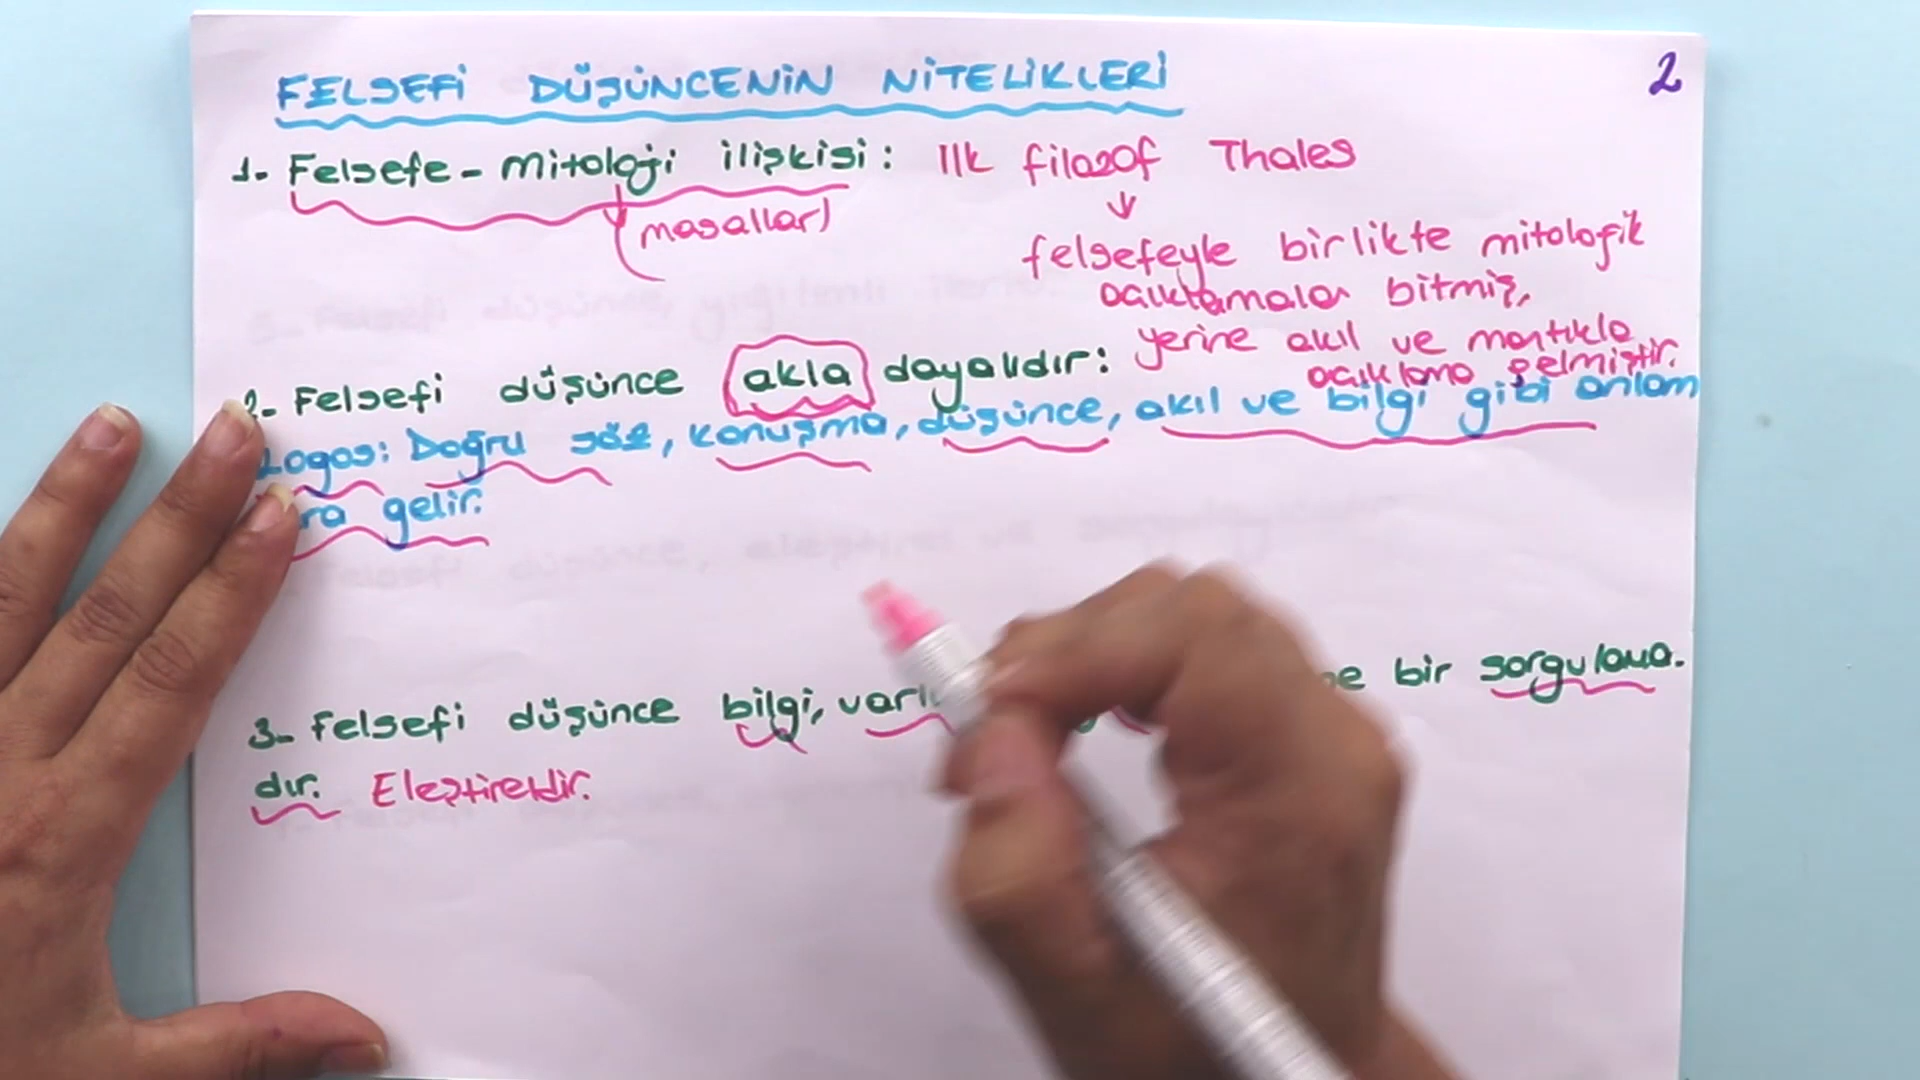 FELSEFİ DÜŞÜNCENİN NİTELİKLERİ
2
1- Felsefe - mitoloji ilişkisi : İlk filozof Thales
(masallar)
felsefeyle birlikte mitolojik
açıklamalar bitmiş,
yerine akıl ve mantıkla
açıklama gelmiştir.
2- Felsefi düşünce akla dayalıdır:
Logos: Doğru söz, konuşma, düşünce, akıl ve bilgi gibi anlam
gelir.
3- Felsefi düşünce bilgi, bir sorgulama.
dır. Eleştireldir.